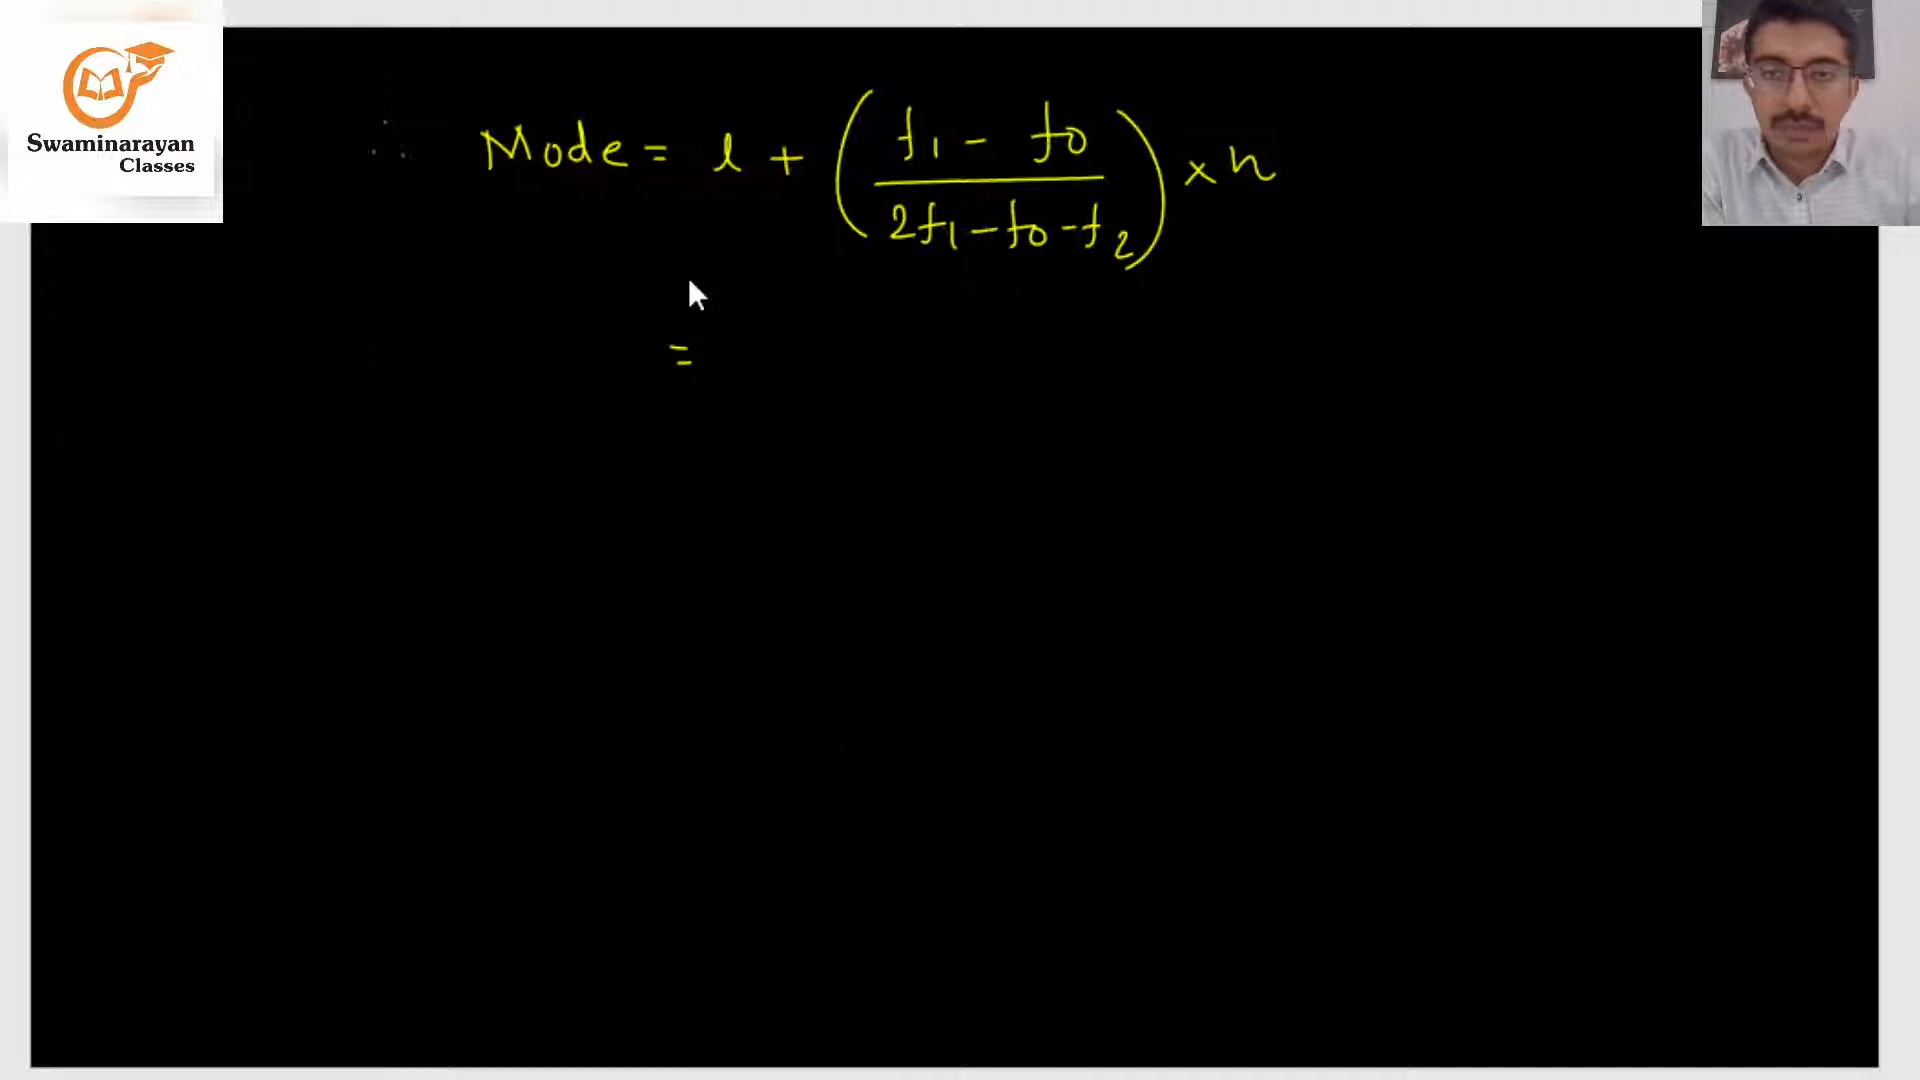 Swaminarayan
Classes
Mode = l + ( f1 - f0 / 2f1 - f0 - f2 ) × h
=